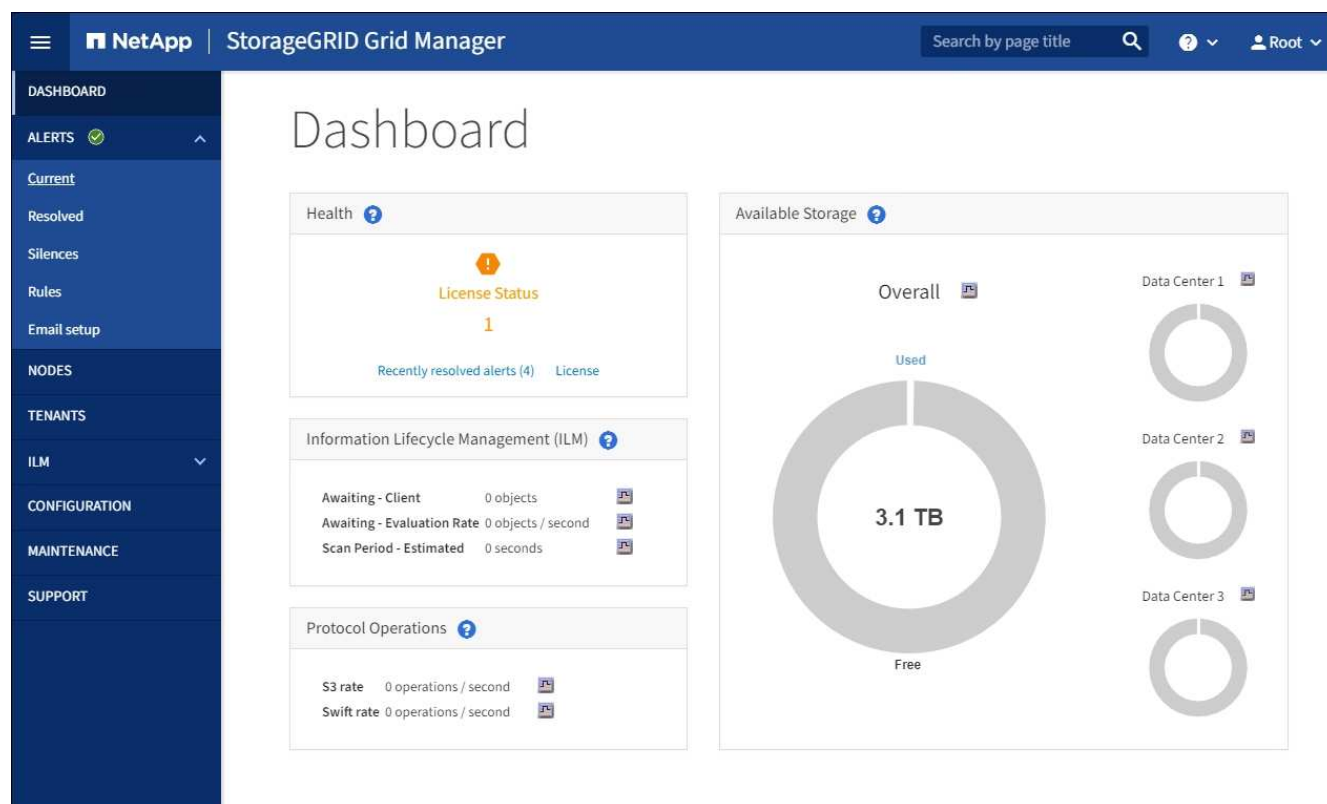 NetApp StorageGRID Grid Manager
Search by page title
Root
DASHBOARD
ALERTS
Current
Resolved
Silences
Rules
Email setup
NODES
TENANTS
ILM
CONFIGURATION
MAINTENANCE
SUPPORT
Dashboard
Health
License Status
1
Recently resolved alerts (4) License
Information Lifecycle Management (ILM)
Awaiting - Client 0 objects
Awaiting - Evaluation Rate 0 objects / second
Scan Period - Estimated 0 seconds
Protocol Operations
S3 rate 0 operations / second
Swift rate 0 operations / second
Available Storage
Overall
Used
3.1 TB
Free
Data Center 1
Data Center 2
Data Center 3